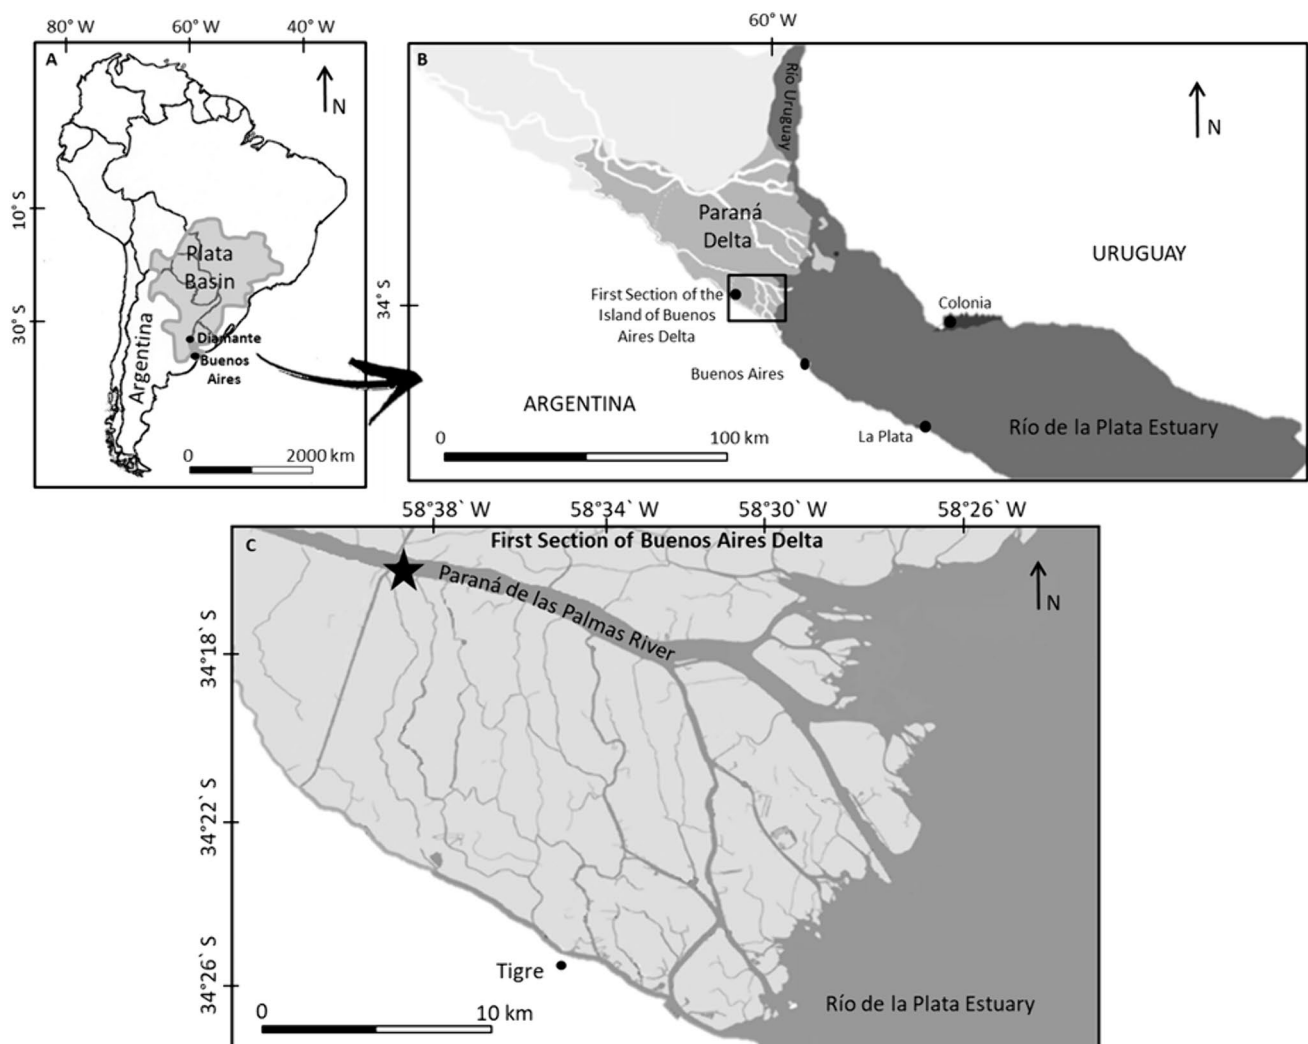 80° W 60° W 40° W
A
N
10° S
30° S
Plata
Basin
Diamante
Buenos
Aires
Argentina
0 2000 km
60° W
B
N
Río Uruguay
Paraná
Delta
URUGUAY
34° S
First Section of the
Island of Buenos
Aires Delta
Colonia
Buenos Aires
ARGENTINA
La Plata
Río de la Plata Estuary
0 100 km
58°38` W 58°34` W 58°30` W 58°26` W
C
First Section of Buenos Aires Delta
N
Paraná de las Palmas River
34°18` S
34°22` S
34°26` S
Tigre
0 10 km
Río de la Plata Estuary